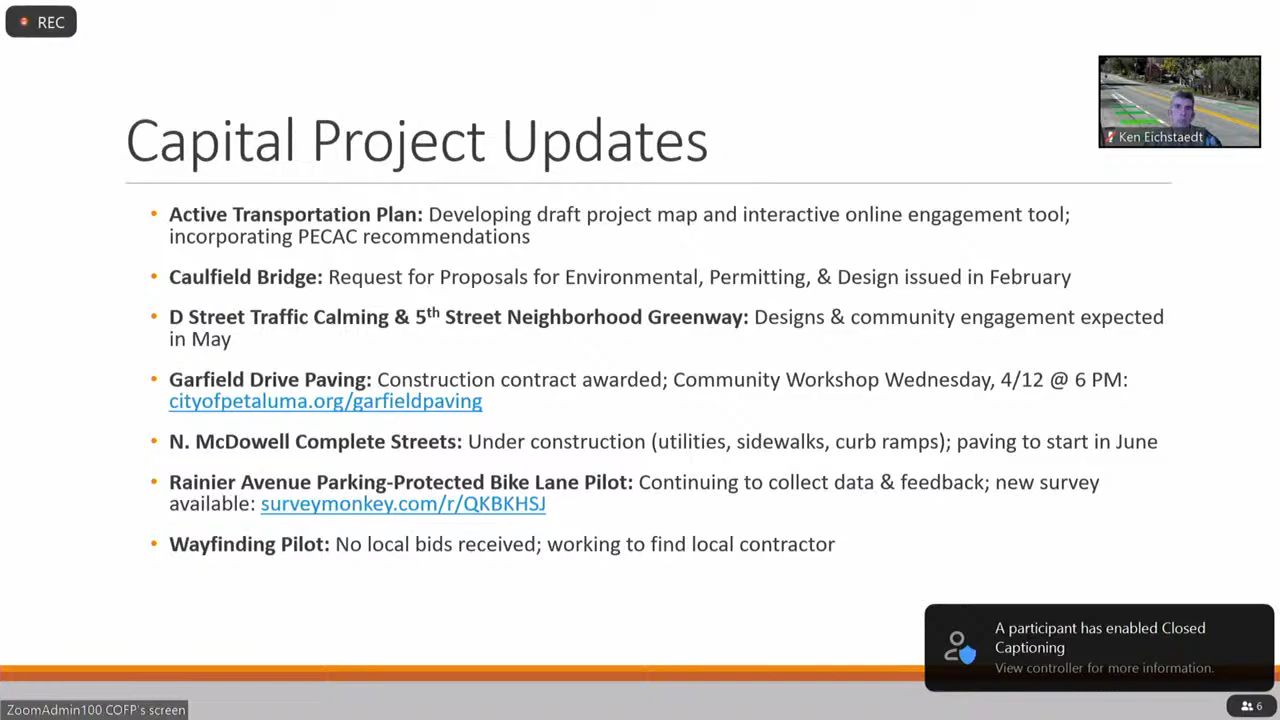 REC
Ken Eichstaedt
Capital Project Updates
• Active Transportation Plan: Developing draft project map and interactive online engagement tool;
incorporating PECAC recommendations
• Caulfield Bridge: Request for Proposals for Environmental, Permitting, & Design issued in February
• D Street Traffic Calming & 5th Street Neighborhood Greenway: Designs & community engagement expected
in May
• Garfield Drive Paving: Construction contract awarded; Community Workshop Wednesday, 4/12 @ 6 PM:
cityofpetaluma.org/garfieldpaving
• N. McDowell Complete Streets: Under construction (utilities, sidewalks, curb ramps); paving to start in June
• Rainier Avenue Parking-Protected Bike Lane Pilot: Continuing to collect data & feedback; new survey
available: surveymonkey.com/r/QKBKHSJ
• Wayfinding Pilot: No local bids received; working to find local contractor
A participant has enabled Closed
Captioning
View controller for more information.
ZoomAdmin100 COFP's screen
6